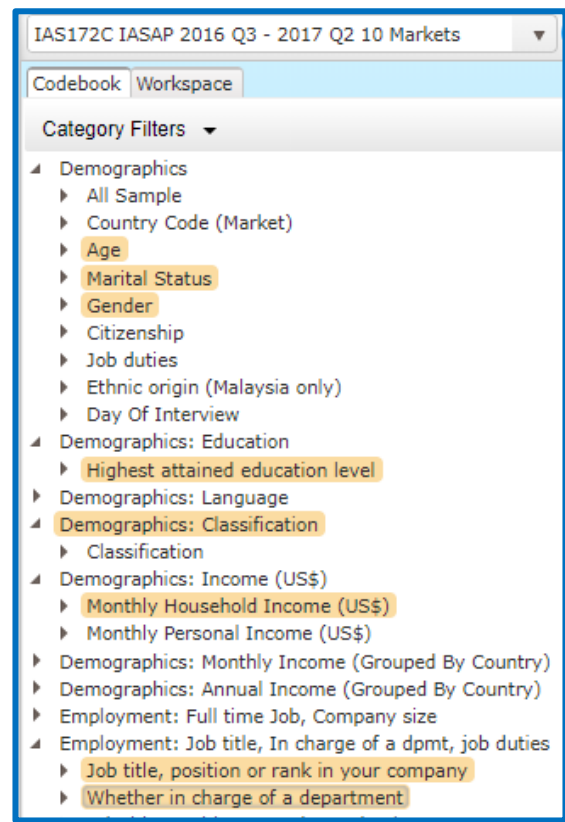 IAS172C IASAP 2016 Q3 - 2017 Q2 10 Markets
Codebook Workspace
Category Filters
Demographics
All Sample
Country Code (Market)
Age
Marital Status
Gender
Citizenship
Job duties
Ethnic origin (Malaysia only)
Day Of Interview
Demographics: Education
Highest attained education level
Demographics: Language
Demographics: Classification
Classification
Demographics: Income (US$)
Monthly Household Income (US$)
Monthly Personal Income (US$)
Demographics: Monthly Income (Grouped By Country)
Demographics: Annual Income (Grouped By Country)
Employment: Full time Job, Company size
Employment: Job title, In charge of a dpmt, job duties
Job title, position or rank in your company
Whether in charge of a department